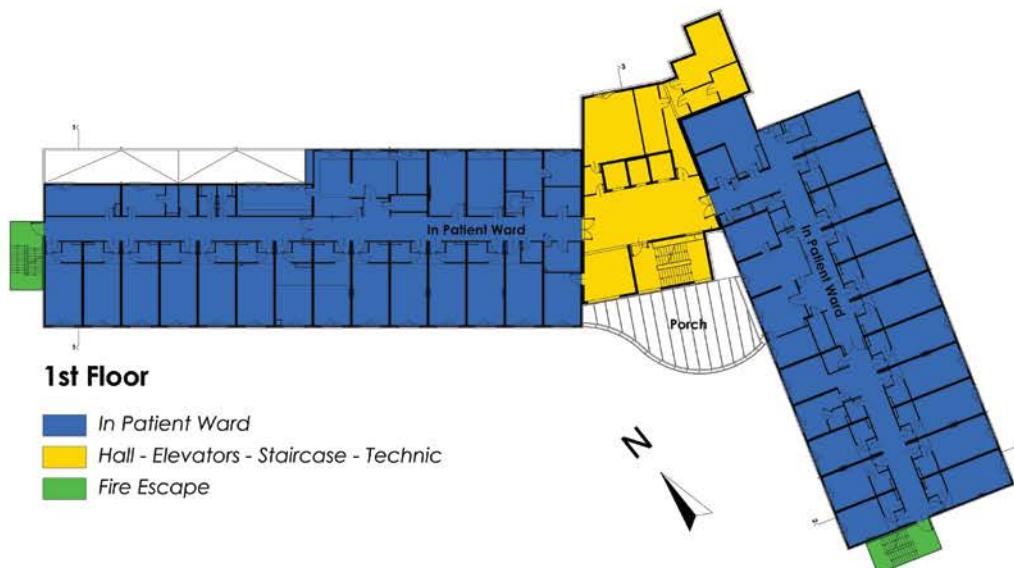 In Patient Ward
In Patient Ward
Porch
1st Floor
In Patient Ward
Hall - Elevators - Staircase - Technic
Fire Escape
N